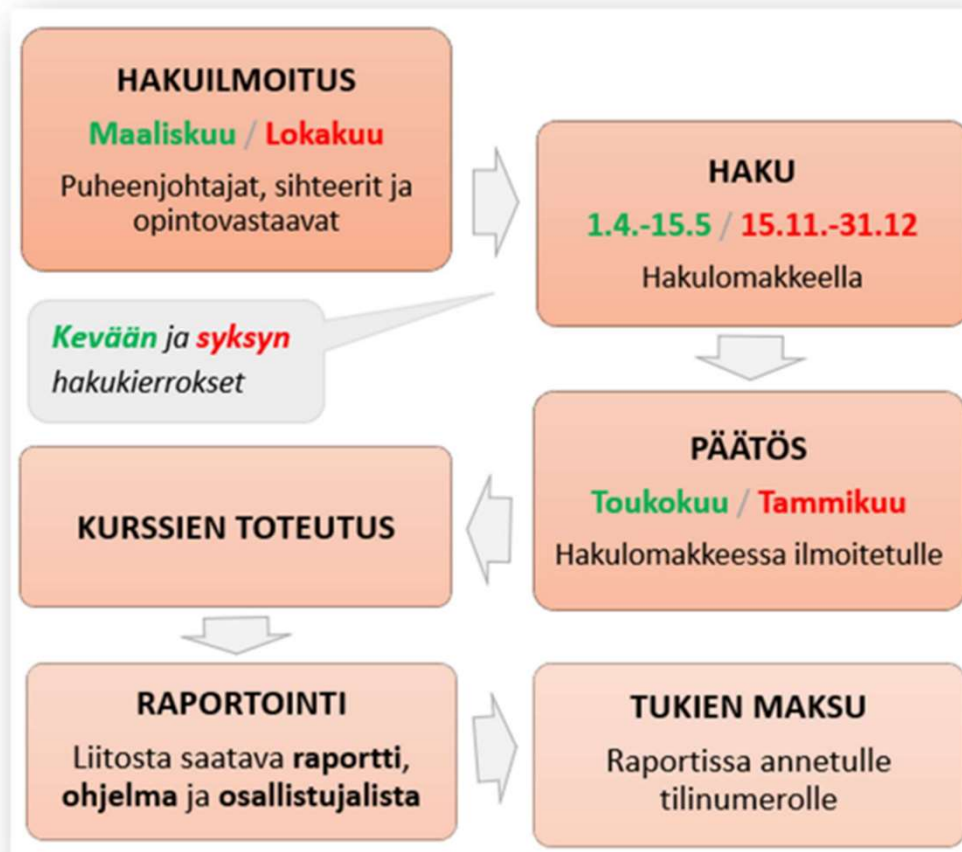 HAKUILMOITUS
Maaliskuu / Lokakuu
Puheenjohtajat, sihteerit ja
opintovastaavat
HAKU
1.4.-15.5 / 15.11.-31.12
Hakulomakkeella
Kevään ja syksyn
hakukierrokset
PÄÄTÖS
Toukokuu / Tammikuu
Hakulomakkeessa ilmoitetulle
KURSSIEN TOTEUTUS
RAPORTOINTI
Liitosta saatava raportti,
ohjelma ja osallistujalista
TUKIEN MAKSU
Raportissa annetulle
tilinumerolle